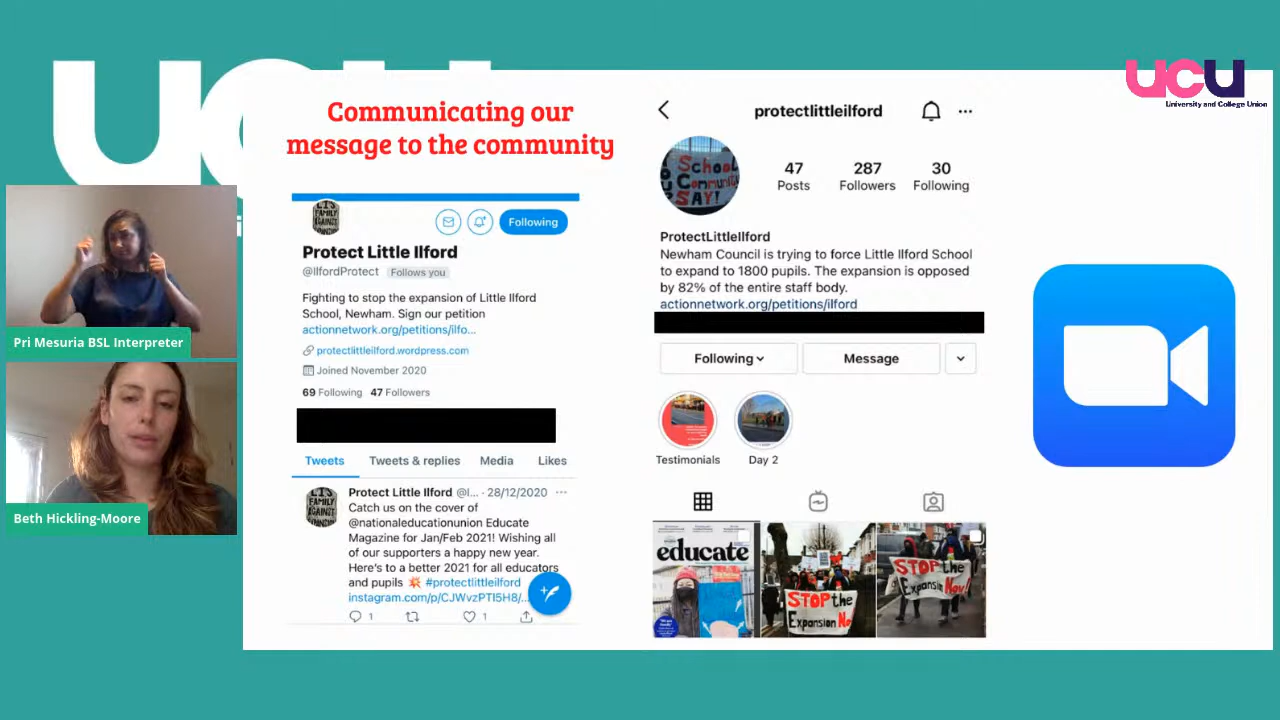 ucu
University and College Union
Communicating our
message to the community
Protect Little Ilford
@IlfordProtect Follows you
Following
Fighting to stop the expansion of Little Ilford
School, Newham. Sign our petition
actionnetwork.org/petitions/ilfo...
protectlittleilford.wordpress.com
Joined November 2020
69 Following 47 Followers
Tweets Tweets & replies Media Likes
Protect Little Ilford @I... · 28/12/2020
Catch us on the cover of
@nationaleducationunion Educate
Magazine for Jan/Feb 2021! Wishing all
of our supporters a happy new year.
Here's to a better 2021 for all educators
and pupils 💥 #protectlittleilford
instagram.com/p/CJWvzPTI5H8/...
1 1
protectlittleilford
47 287 30
Posts Followers Following
School
Community
SAY!
ProtectLittleIlford
Newham Council is trying to force Little Ilford School
to expand to 1800 pupils. The expansion is opposed
by 82% of the entire staff body.
actionnetwork.org/petitions/ilford
Following Message
Testimonials Day 2
educate
STOP the
Expansion No
STOP the
Expansion Now!
Pri Mesuria BSL Interpreter
Beth Hickling-Moore